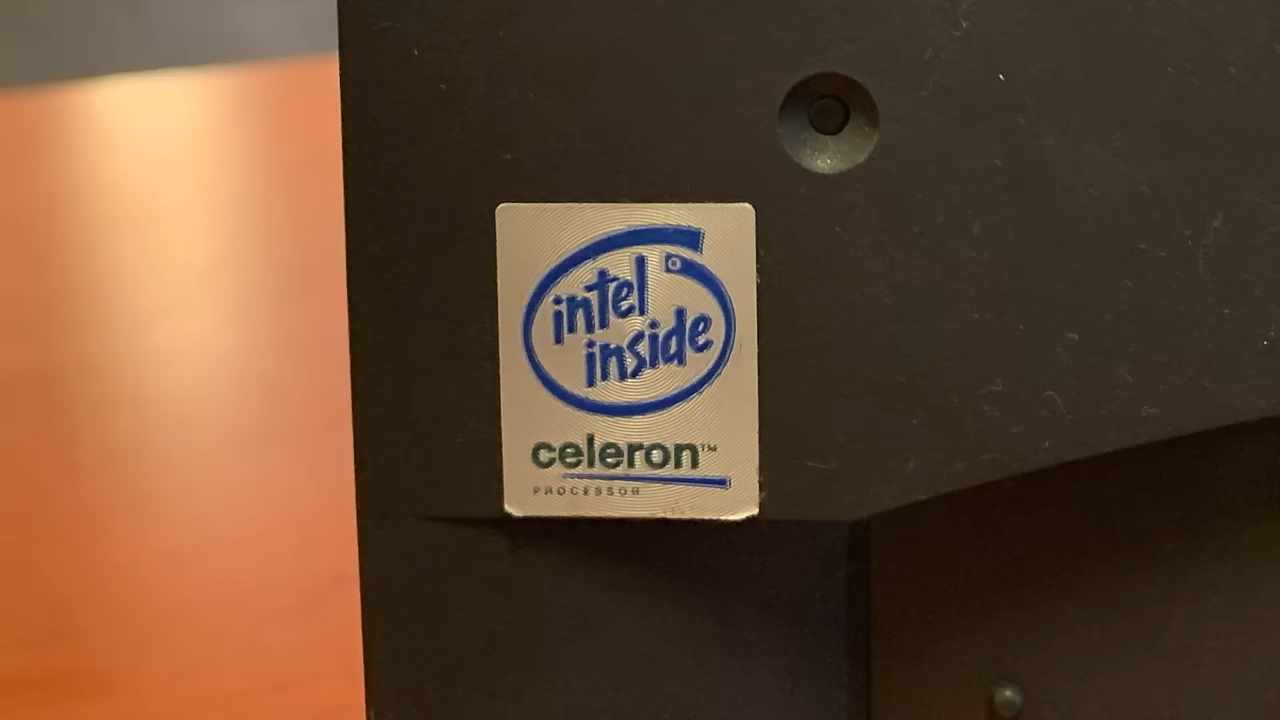 ®
intel
inside
celeron™
PROCESSOR